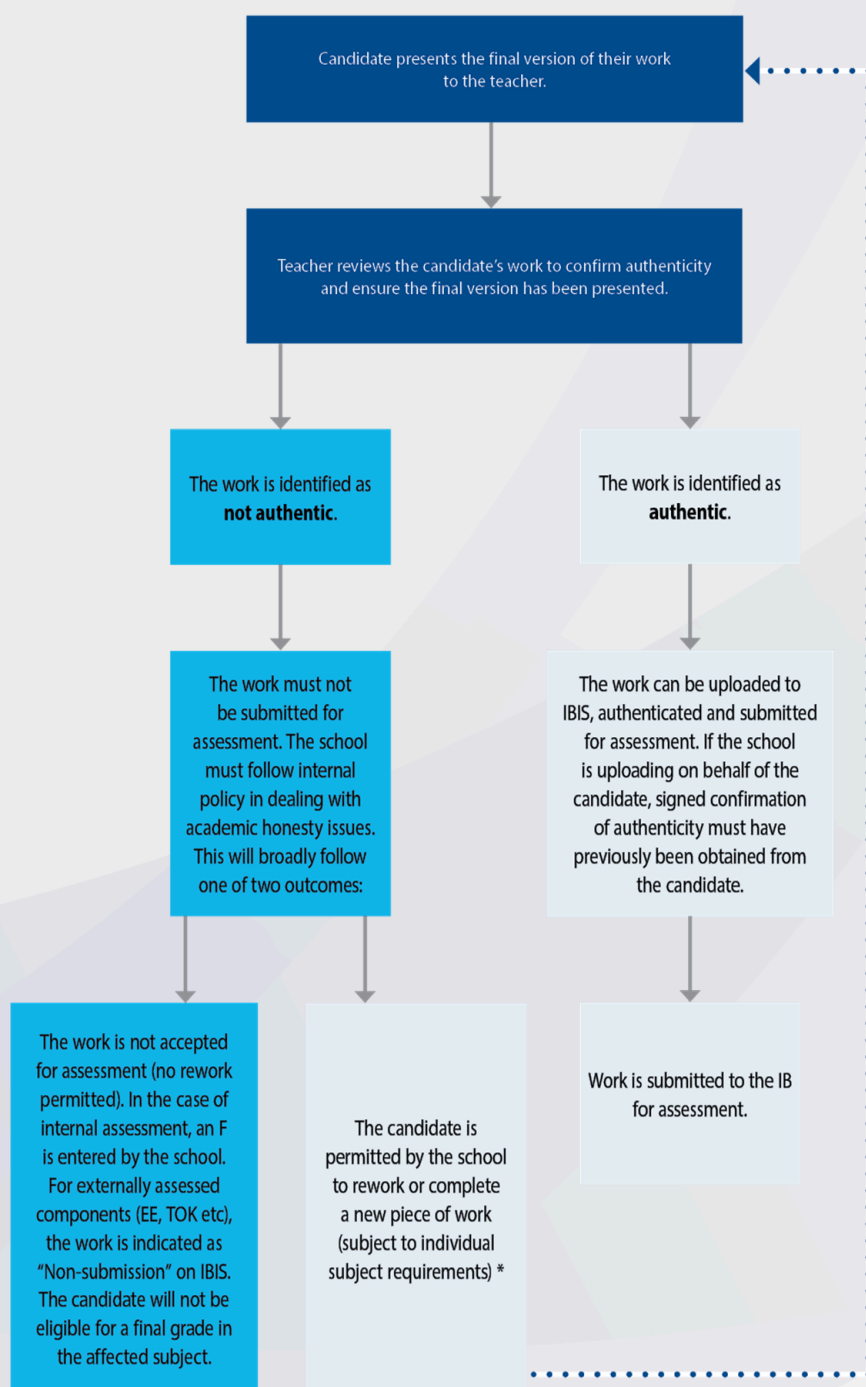 Candidate presents the final version of their work
to the teacher.
Teacher reviews the candidate's work to confirm authenticity
and ensure the final version has been presented.
The work is identified as
not authentic.
The work is identified as
authentic.
The work must not
be submitted for
assessment. The school
must follow internal
policy in dealing with
academic honesty issues.
This will broadly follow
one of two outcomes:
The work can be uploaded to
IBIS, authenticated and submitted
for assessment. If the school
is uploading on behalf of the
candidate, signed confirmation
of authenticity must have
previously been obtained from
the candidate.
The work is not accepted
for assessment (no rework
permitted). In the case of
internal assessment, an F
is entered by the school.
For externally assessed
components (EE, TOK etc),
the work is indicated as
“Non-submission” on IBIS.
The candidate will not be
eligible for a final grade in
the affected subject.
The candidate is
permitted by the school
to rework or complete
a new piece of work
(subject to individual
subject requirements) *
Work is submitted to the IB
for assessment.